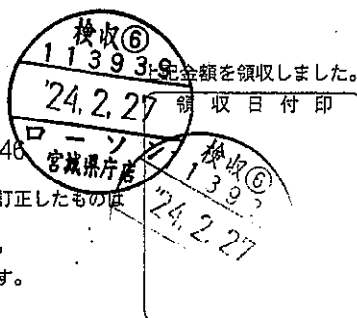 検収⑥
113939
上記金額を領収しました。
'24.2.27
領収日付印
ローソン
46
宮城県庁店
検収⑥
1393
訂正したものは
'24.2.27
す。